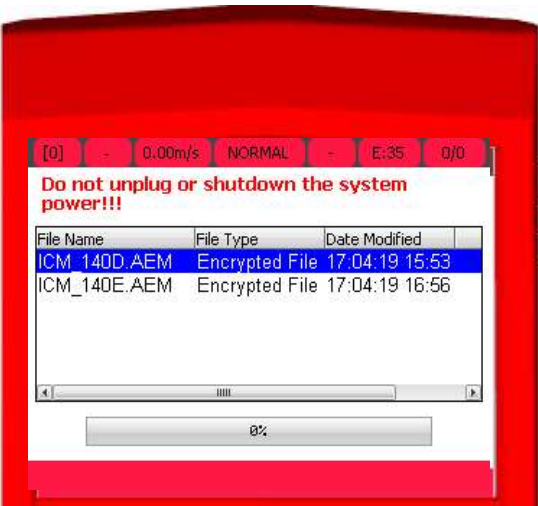 [0] - 0.00m/s NORMAL - E:35 0/0
Do not unplug or shutdown the system
power!!!
File Name File Type Date Modified
ICM_140D.AEM Encrypted File 17:04:19 15:53
ICM_140E.AEM Encrypted File 17:04:19 16:56
0%